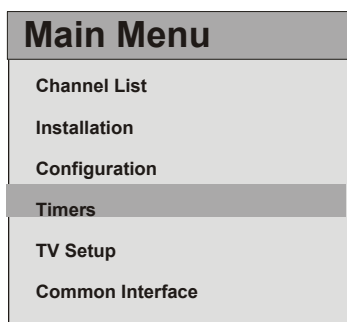 Main Menu
Channel List
Installation
Configuration
Timers
TV Setup
Common Interface